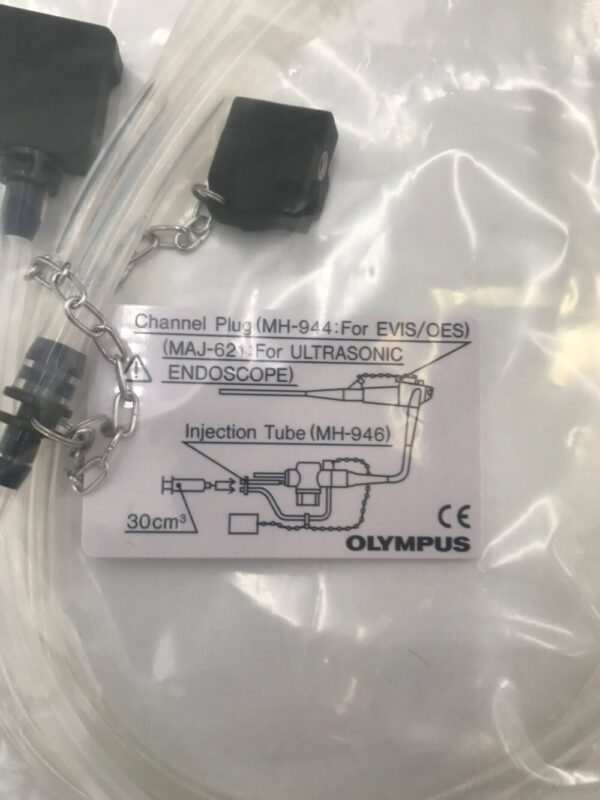 Channel Plug (MH-944:For EVIS/OES)
(MAJ-621:For ULTRASONIC
ENDOSCOPE)
Injection Tube (MH-946)
30cm³
CE
OLYMPUS